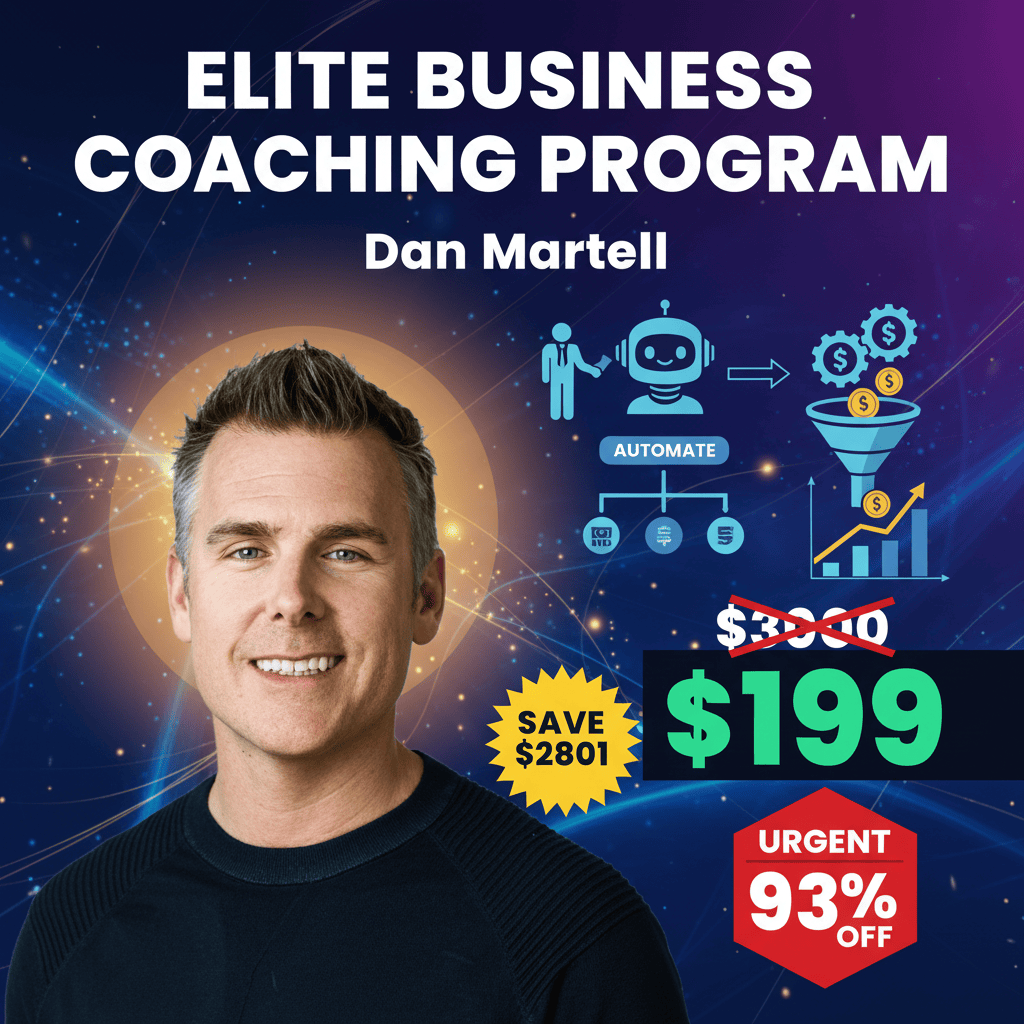 ELITE BUSINESS
COACHING PROGRAM
Dan Martell
$
$
AUTOMATE
$
$
$
$3000
$199
SAVE
$2801
URGENT
93%
OFF